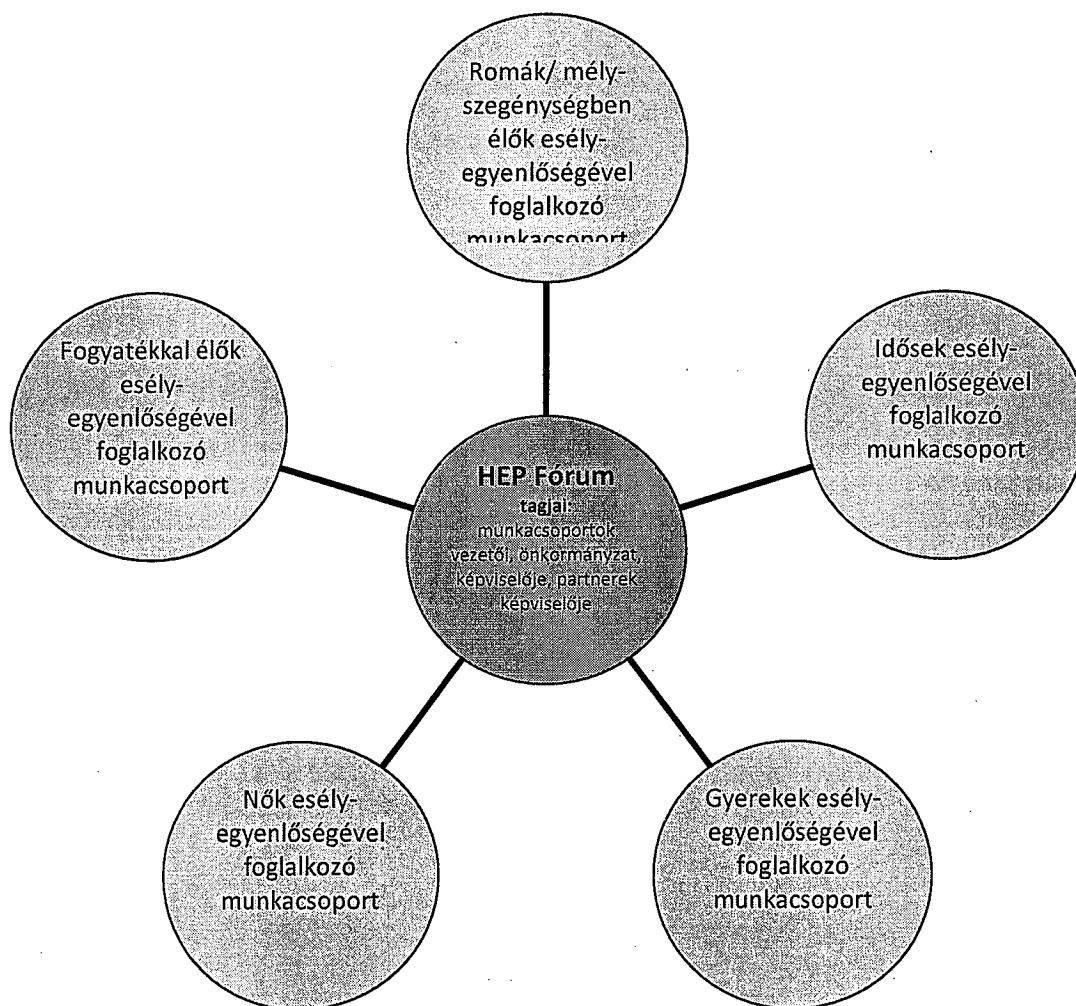 Romák/ mély-
szegénységben
élők esély-
egyenlőségével
foglalkozó
munkacsoport
Fogyatékkal élők
esély-
egyenlőségével
foglalkozó
munkacsoport
Idősek esély-
egyenlőségével
foglalkozó
munkacsoport
HEP Fórum
tagjai:
munkacsoportok
vezetői, önkormányzat,
képviselője, partnerek
képviselője
Nők esély-
egyenlőségével
foglalkozó
munkacsoport
Gyerekek esély-
egyenlőségével
foglalkozó
munkacsoport